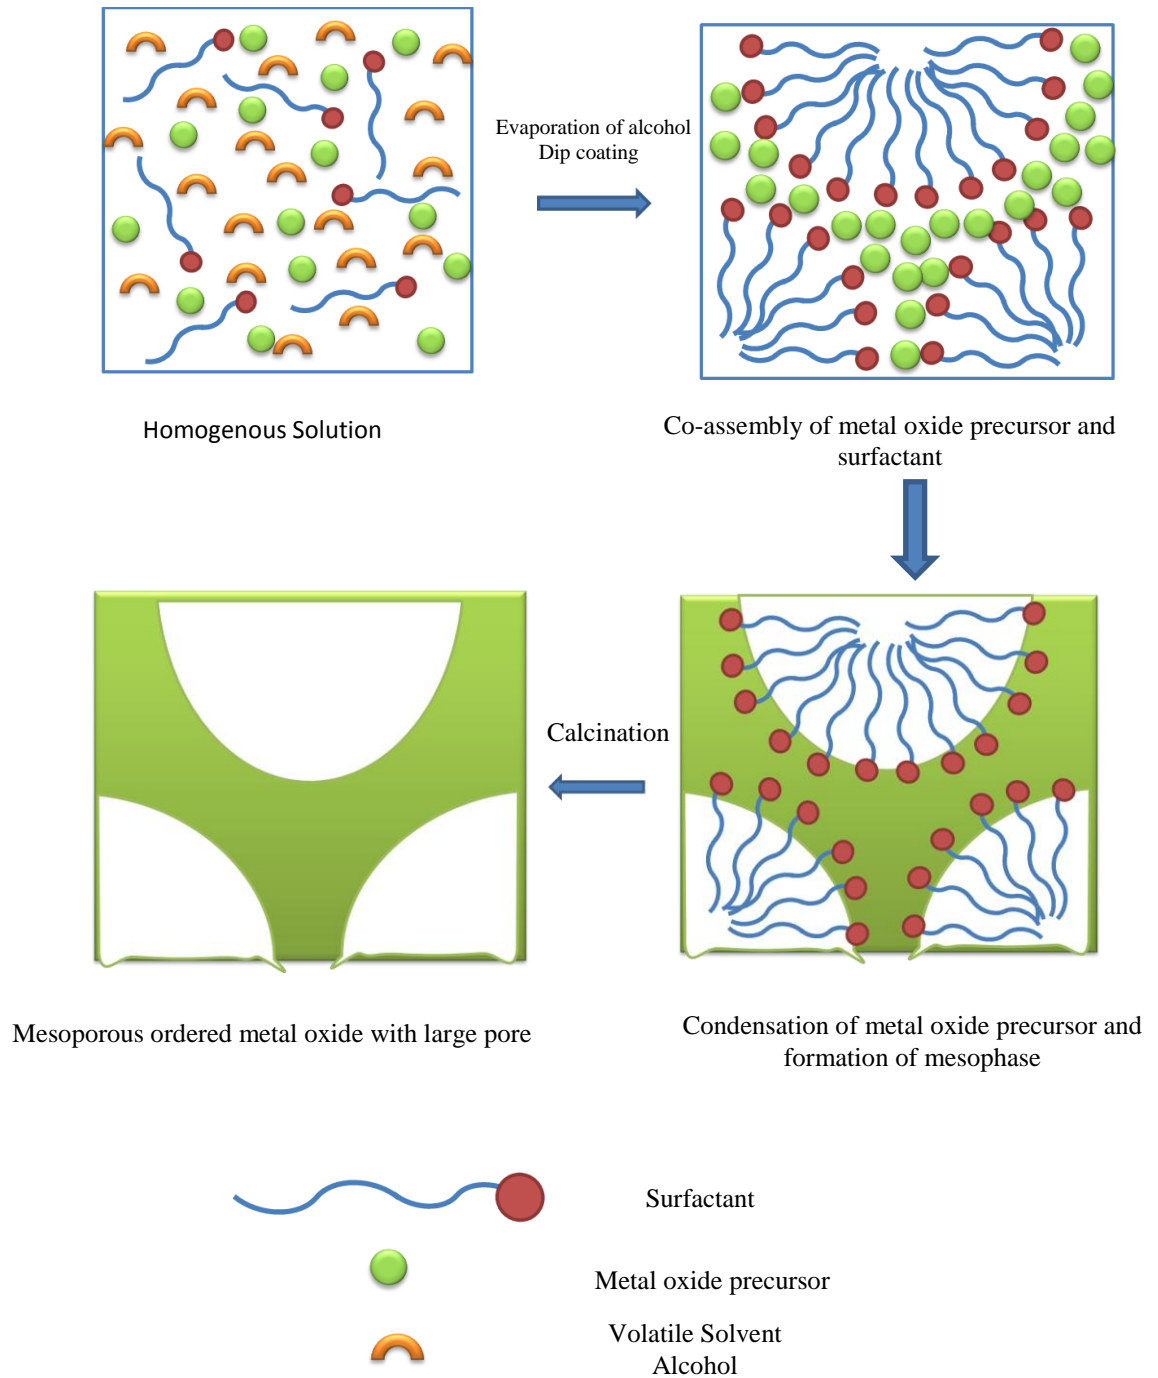 Evaporation of alcohol
Dip coating
Homogenous Solution
Co-assembly of metal oxide precursor and
surfactant
Calcination
Mesoporous ordered metal oxide with large pore
Condensation of metal oxide precursor and
formation of mesophase
Surfactant
Metal oxide precursor
Volatile Solvent
Alcohol